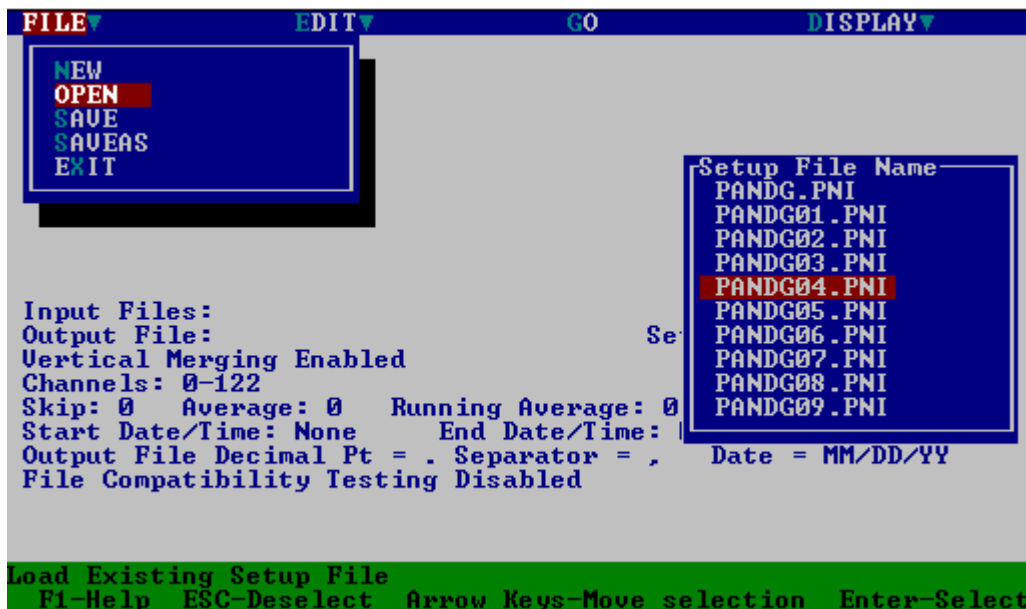 FILE▼ EDIT▼ GO DISPLAY▼
NEW
OPEN
SAVE
SAVEAS
EXIT
Setup File Name
PANDG.PNI
PANDG01.PNI
PANDG02.PNI
PANDG03.PNI
PANDG04.PNI
PANDG05.PNI
PANDG06.PNI
PANDG07.PNI
PANDG08.PNI
PANDG09.PNI
Input Files:
Output File: Se
Vertical Merging Enabled
Channels: 0-122
Skip: 0 Average: 0 Running Average: 0
Start Date/Time: None End Date/Time:
Output File Decimal Pt = . Separator = , Date = MM/DD/YY
File Compatibility Testing Disabled
Load Existing Setup File
F1-Help ESC-Deselect Arrow Keys-Move selection Enter-Select